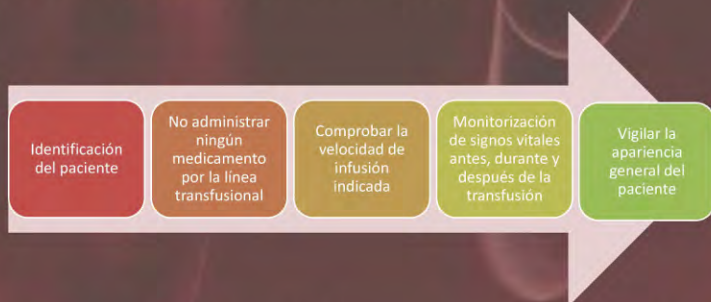 Identificación
del paciente
No administrar
ningún
medicamento
por la línea
transfusional
Comprobar la
velocidad de
infusión
indicada
Monitorización
de signos vitales
antes, durante y
después de la
transfusión
Vigilar la
apariencia
general del
paciente